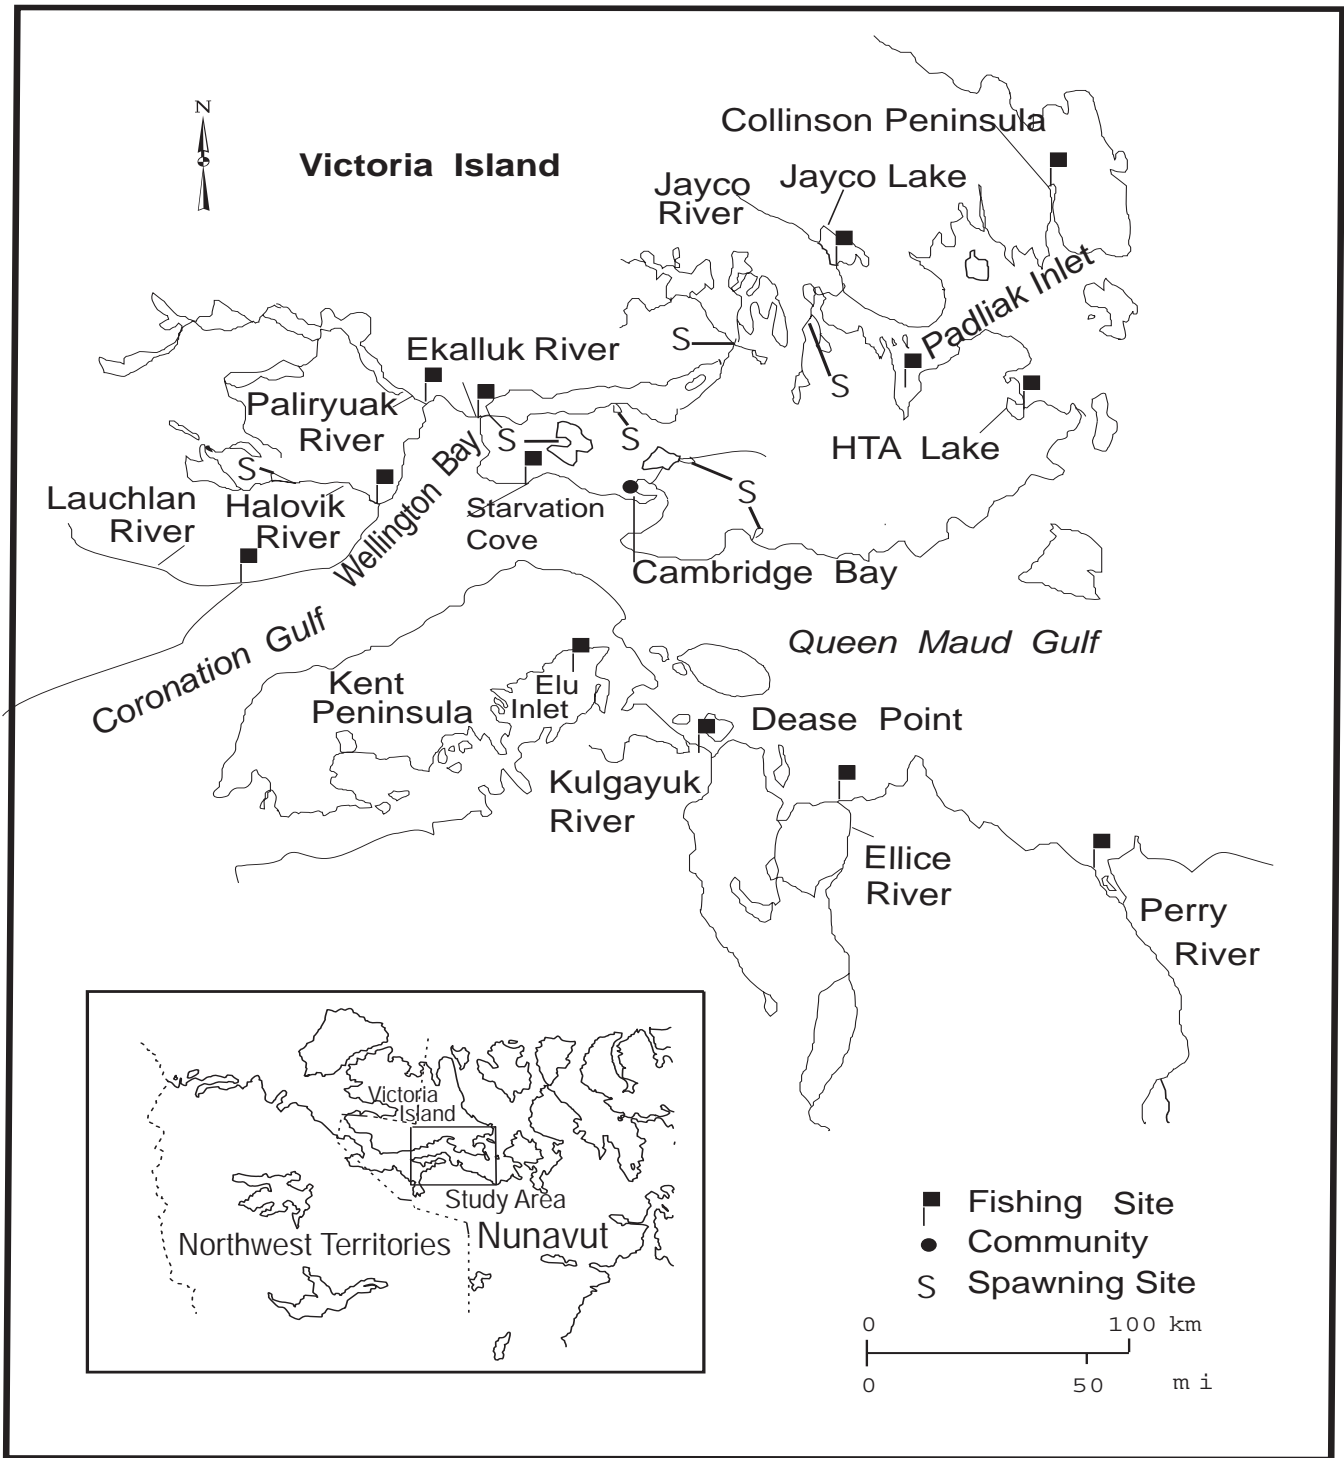 N
Victoria Island
Collinson Peninsula
Jayco Lake
Jayco
River
Padliak Inlet
S
Ekalluk River
S
Paliryuak
River
S
S
HTA Lake
S
Wellington Bay
Lauchlan
River
Halovik
River
Starvation
Cove
S
Cambridge Bay
Coronation Gulf
Queen Maud Gulf
Kent
Peninsula
Elu
Inlet
Dease Point
Kulgayuk
River
Ellice
River
Perry
River
Victoria
Island
Study Area
Northwest Territories
Nunavut
Fishing Site
Community
S Spawning Site
0 100 km
0 50 mi